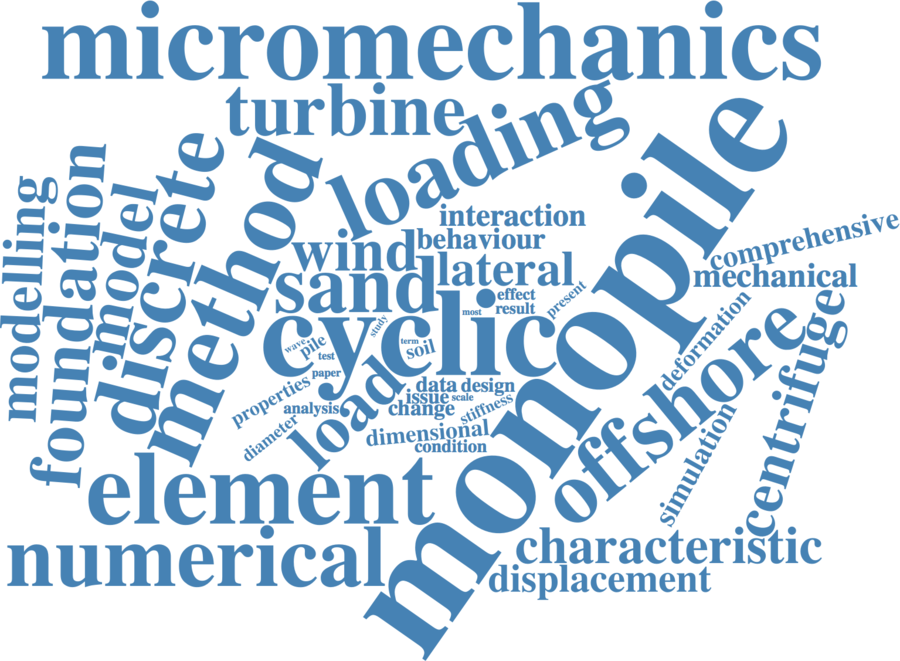 micromechanics
turbine
loading
monopile
method
discrete
model
foundation
modelling
interaction
behaviour
wind
lateral
sand
cyclic
effect
result
most
present
comprehensive
mechanical
deformation
offshore
centrifuge
simulation
wave
pile
test
study
term
soil
paper
properties
analysis
diameter
load
data
design
issue
scale
change
stiffness
dimensional
condition
element
numerical
characteristic
displacement